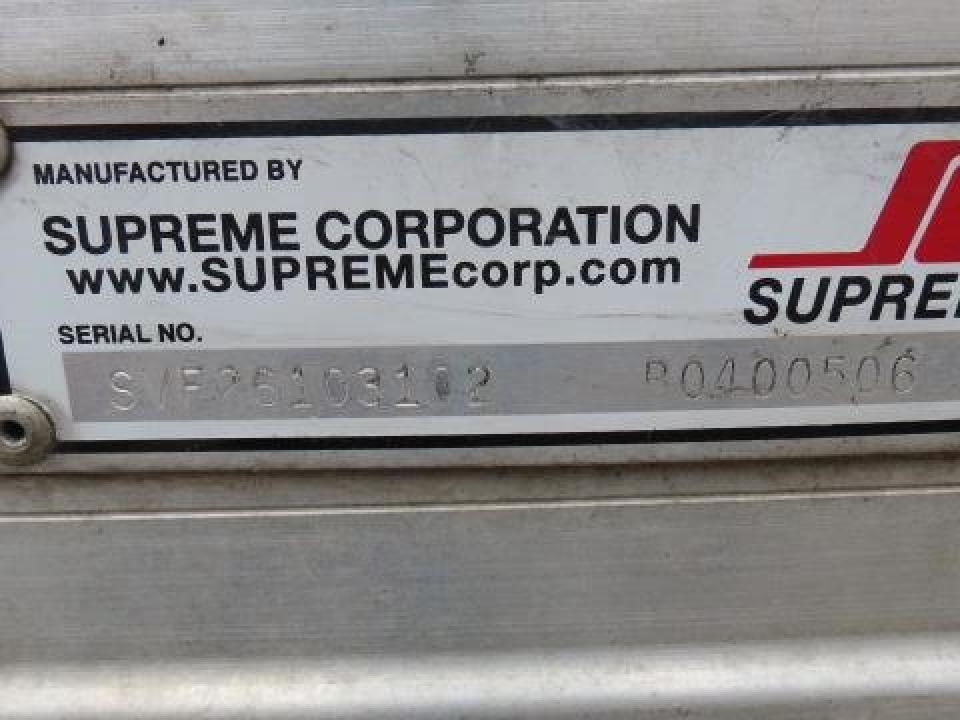 MANUFACTURED BY
SUPREME CORPORATION
www.SUPREMEcorp.com
SUPRE
SERIAL NO.
B0400506